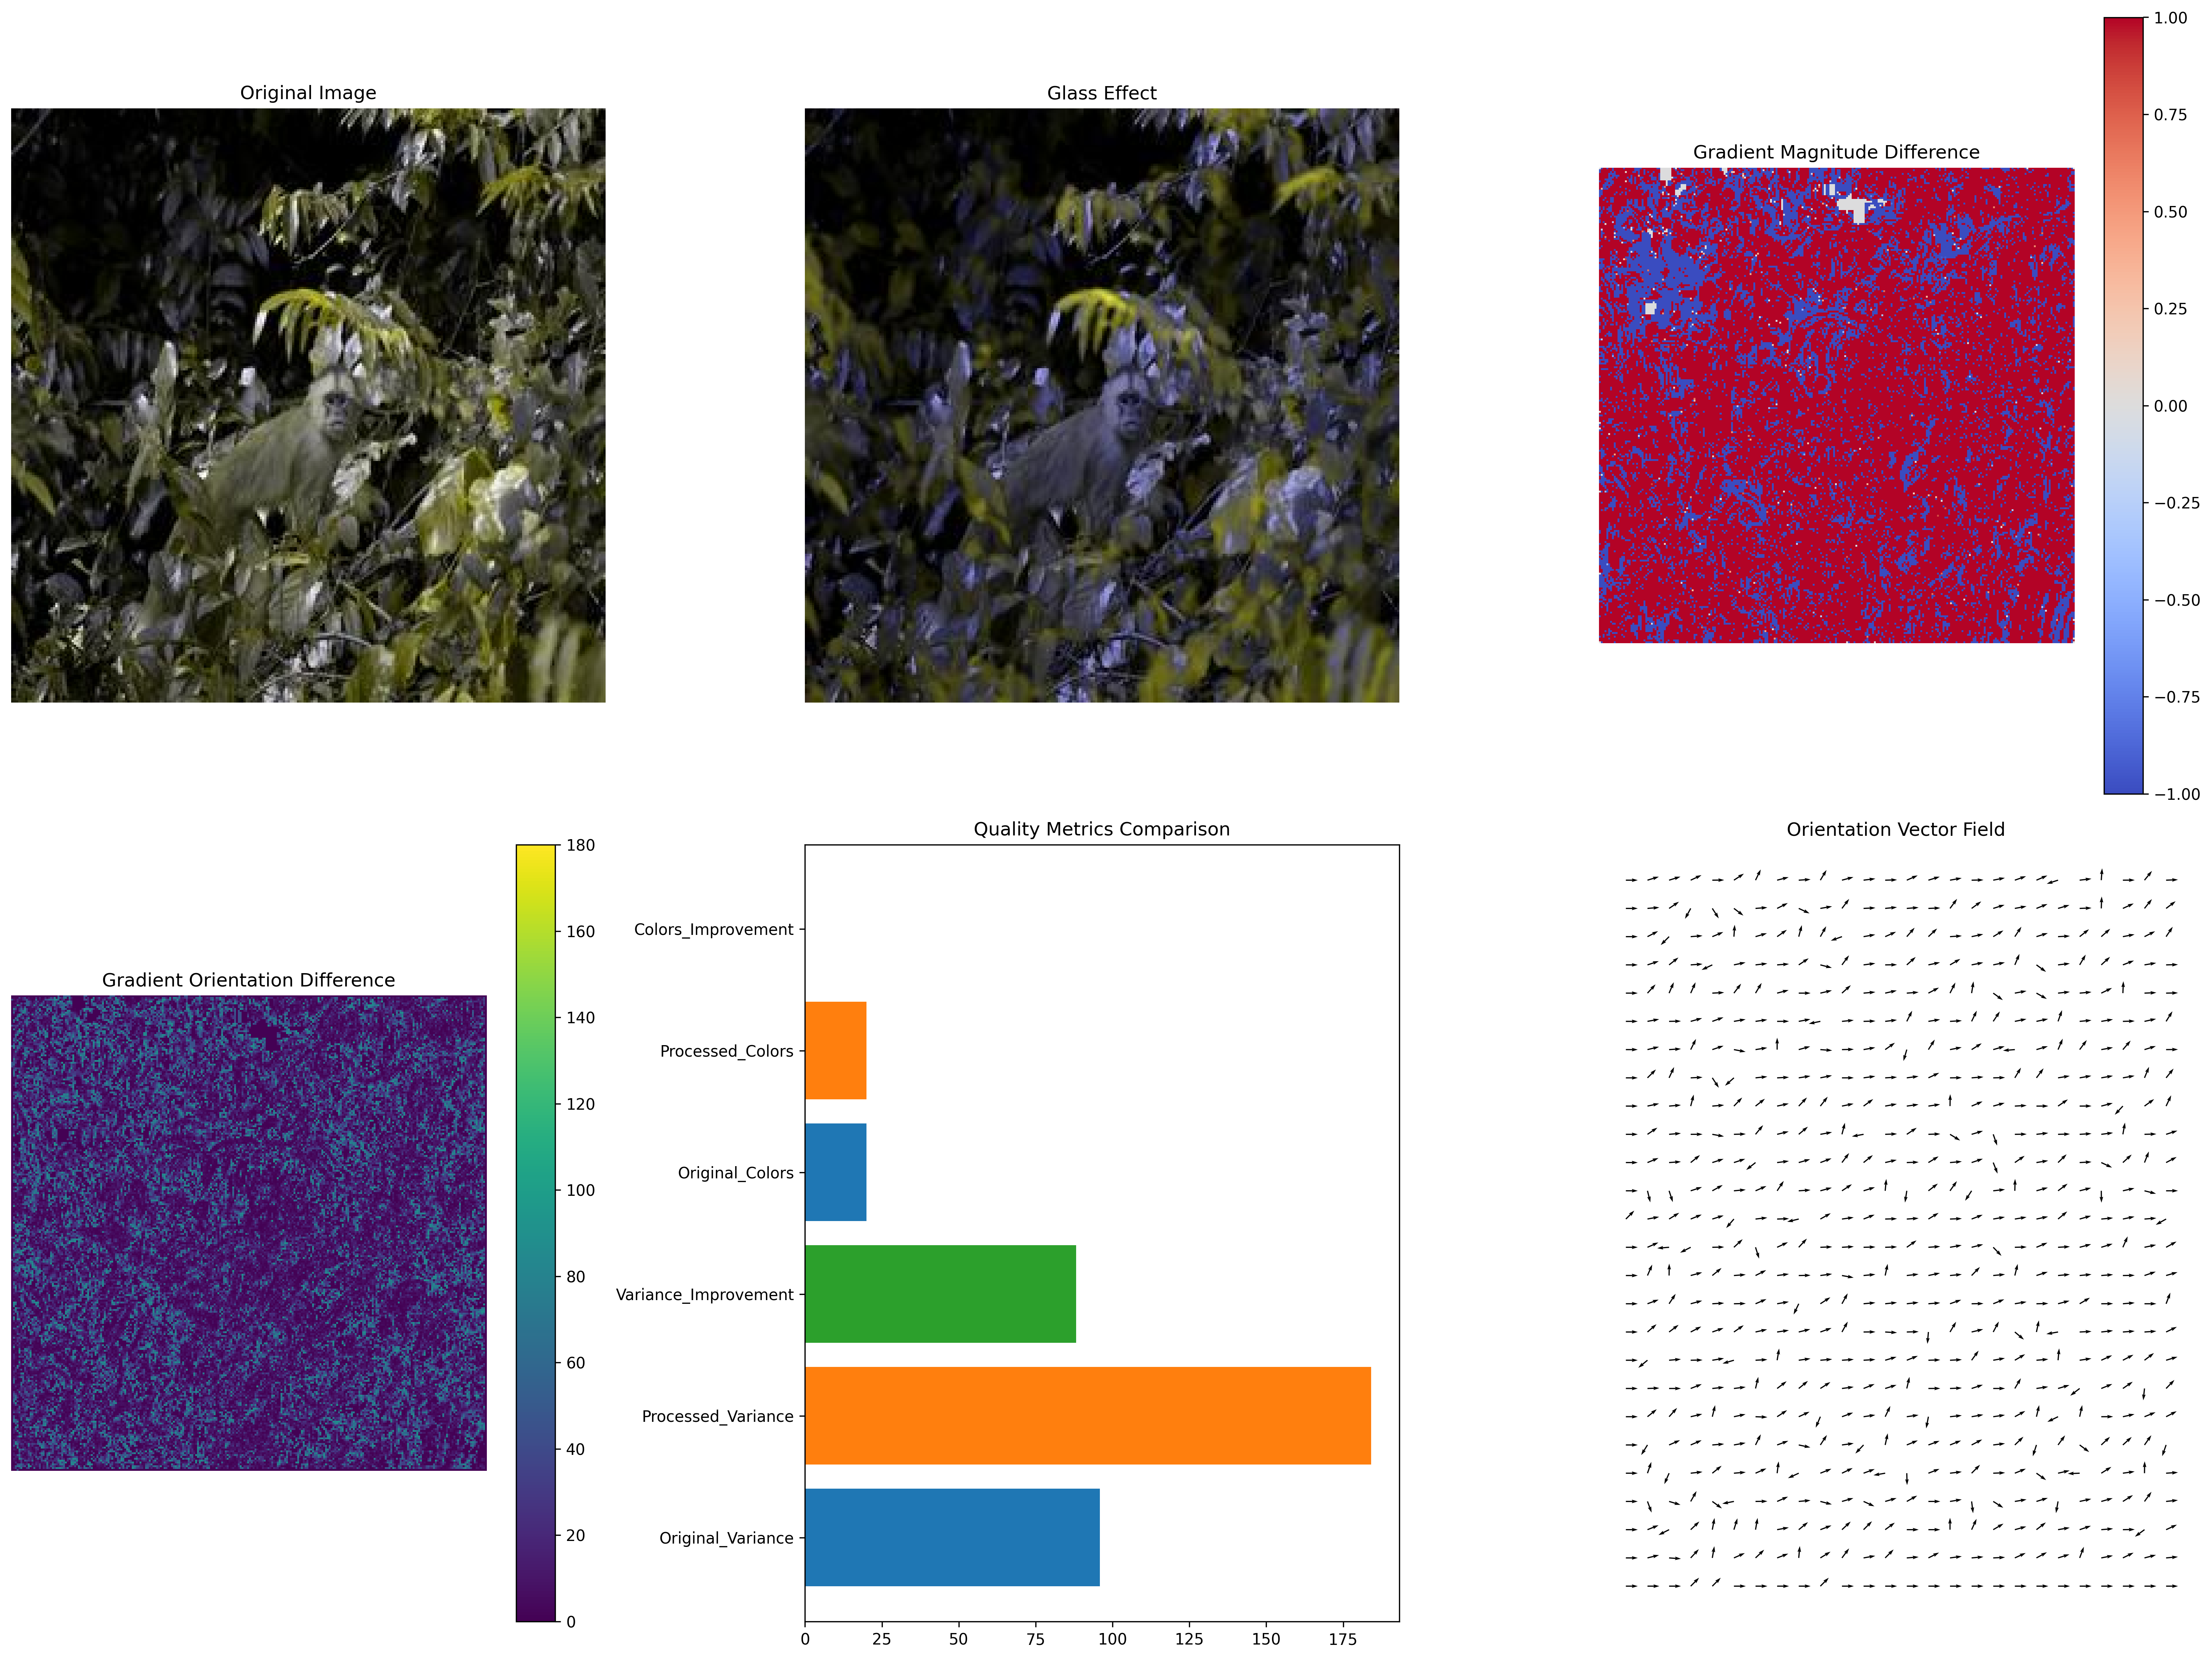 Original Image
Glass Effect
Gradient Magnitude Difference
1.00
0.75
0.50
0.25
0.00
−0.25
−0.50
−0.75
−1.00
Gradient Orientation Difference
180
160
140
120
100
80
60
40
20
0
Quality Metrics Comparison
Colors_Improvement
Processed_Colors
Original_Colors
Variance_Improvement
Processed_Variance
Original_Variance
0 25 50 75 100 125 150 175
Orientation Vector Field